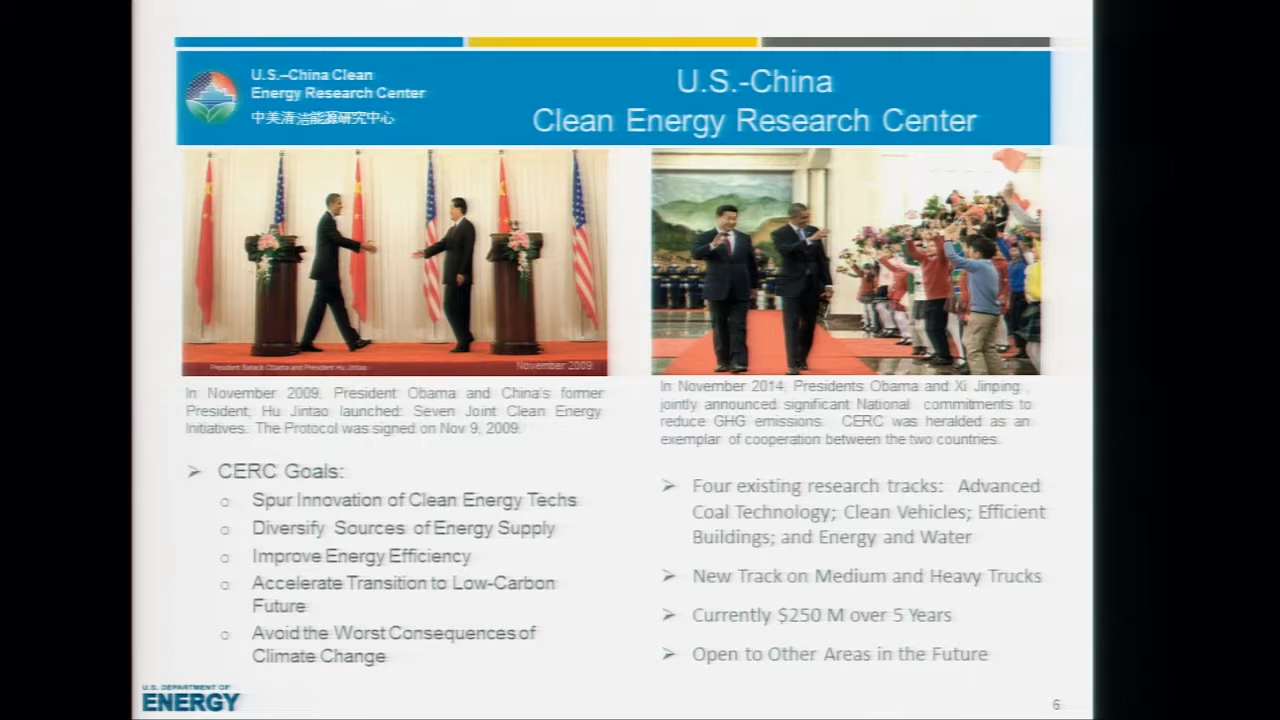 U.S.–China Clean
Energy Research Center
中美清洁能源研究中心
U.S.-China
Clean Energy Research Center
President Barack Obama and President Hu Jintao
November 2009
In November 2009, President Obama and China's former
President, Hu Jintao launched: Seven Joint Clean Energy
Initiatives. The Protocol was signed on Nov 9, 2009.
➢ CERC Goals:
o Spur Innovation of Clean Energy Techs
o Diversify Sources of Energy Supply
o Improve Energy Efficiency
o Accelerate Transition to Low-Carbon
Future
o Avoid the Worst Consequences of
Climate Change
In November 2014, Presidents Obama and Xi Jinping ,
jointly announced significant National commitments to
reduce GHG emissions. CERC was heralded as an
exemplar of cooperation between the two countries.
➢ Four existing research tracks: Advanced
Coal Technology; Clean Vehicles; Efficient
Buildings; and Energy and Water
➢ New Track on Medium and Heavy Trucks
➢ Currently $250 M over 5 Years
➢ Open to Other Areas in the Future
U.S. DEPARTMENT OF
ENERGY
6